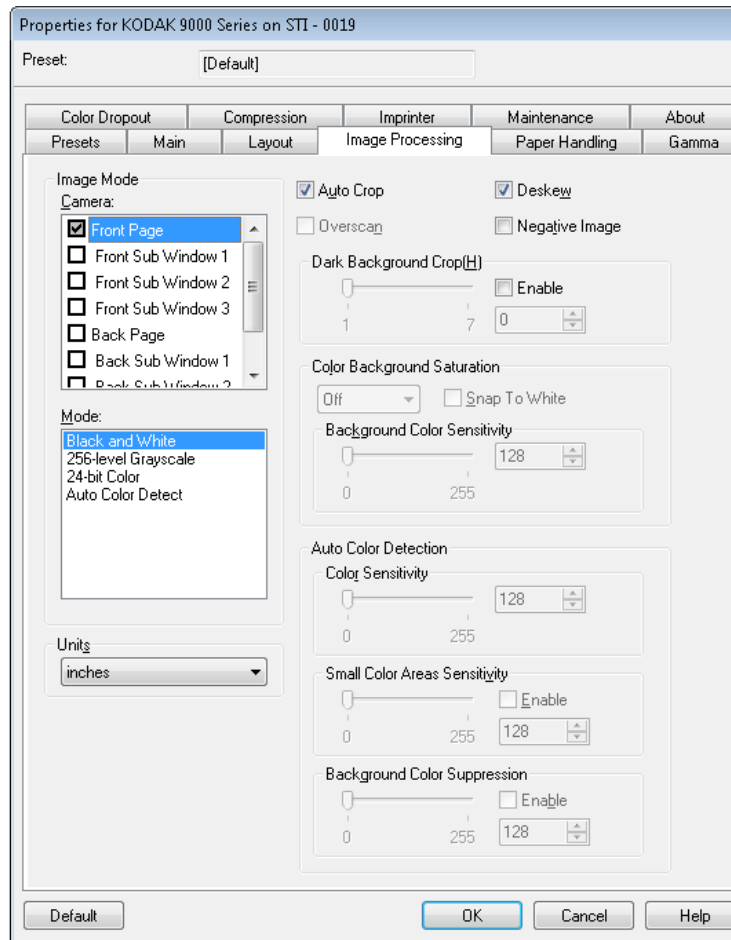 Properties for KODAK 9000 Series on STI - 0019
Preset: [Default]
Color Dropout Compression Imprinter Maintenance About
Presets Main Layout Image Processing Paper Handling Gamma
Image Mode
Camera:
Front Page
Front Sub Window 1
Front Sub Window 2
Front Sub Window 3
Back Page
Back Sub Window 1
Back Sub Window 2
Mode:
Black and White
256-level Grayscale
24-bit Color
Auto Color Detect
Units
inches
Auto Crop Deskew
Overscan Negative Image
Dark Background Crop(H)
Enable
1 7 0
Color Background Saturation
Off Snap To White
Background Color Sensitivity
128
0 255
Auto Color Detection
Color Sensitivity
128
0 255
Small Color Areas Sensitivity
Enable
0 255 128
Background Color Suppression
Enable
0 255 128
Default OK Cancel Help